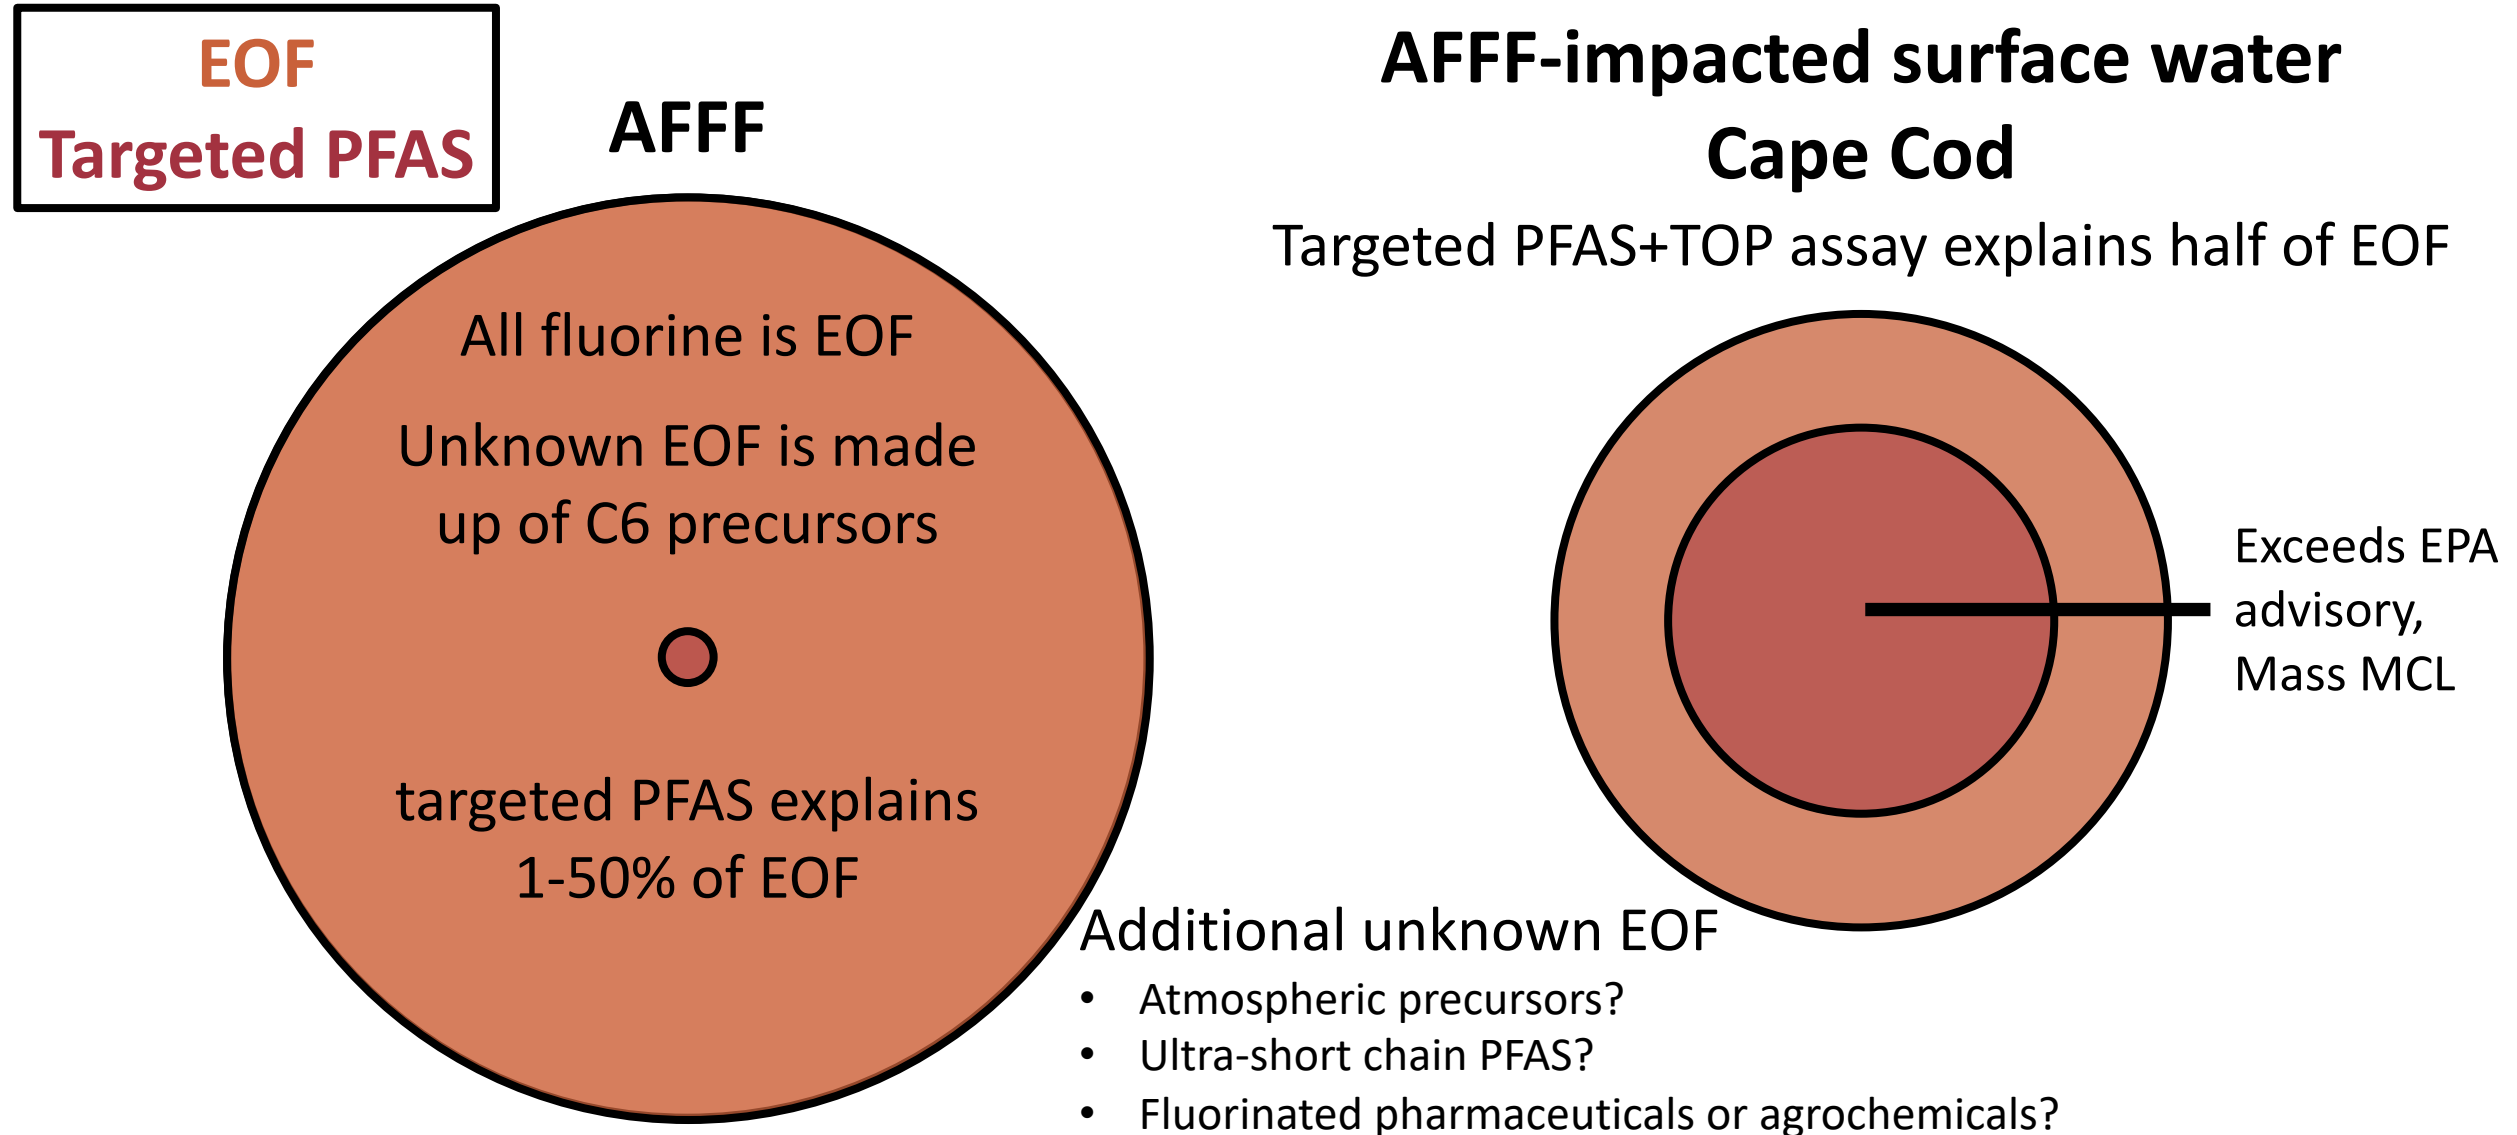 EOF
Targeted PFAS
AFFF
All fluorine is EOF
Unknown EOF is made
up of C6 precursors
targeted PFAS explains
1-50% of EOF
AFFF-impacted surface water
Cape Cod
Targeted PFAS+TOP assay explains half of EOF
Exceeds EPA
advisory,
Mass MCL
Additional unknown EOF
• Atmospheric precursors?
• Ultra-short chain PFAS?
• Fluorinated pharmaceuticals or agrochemicals?